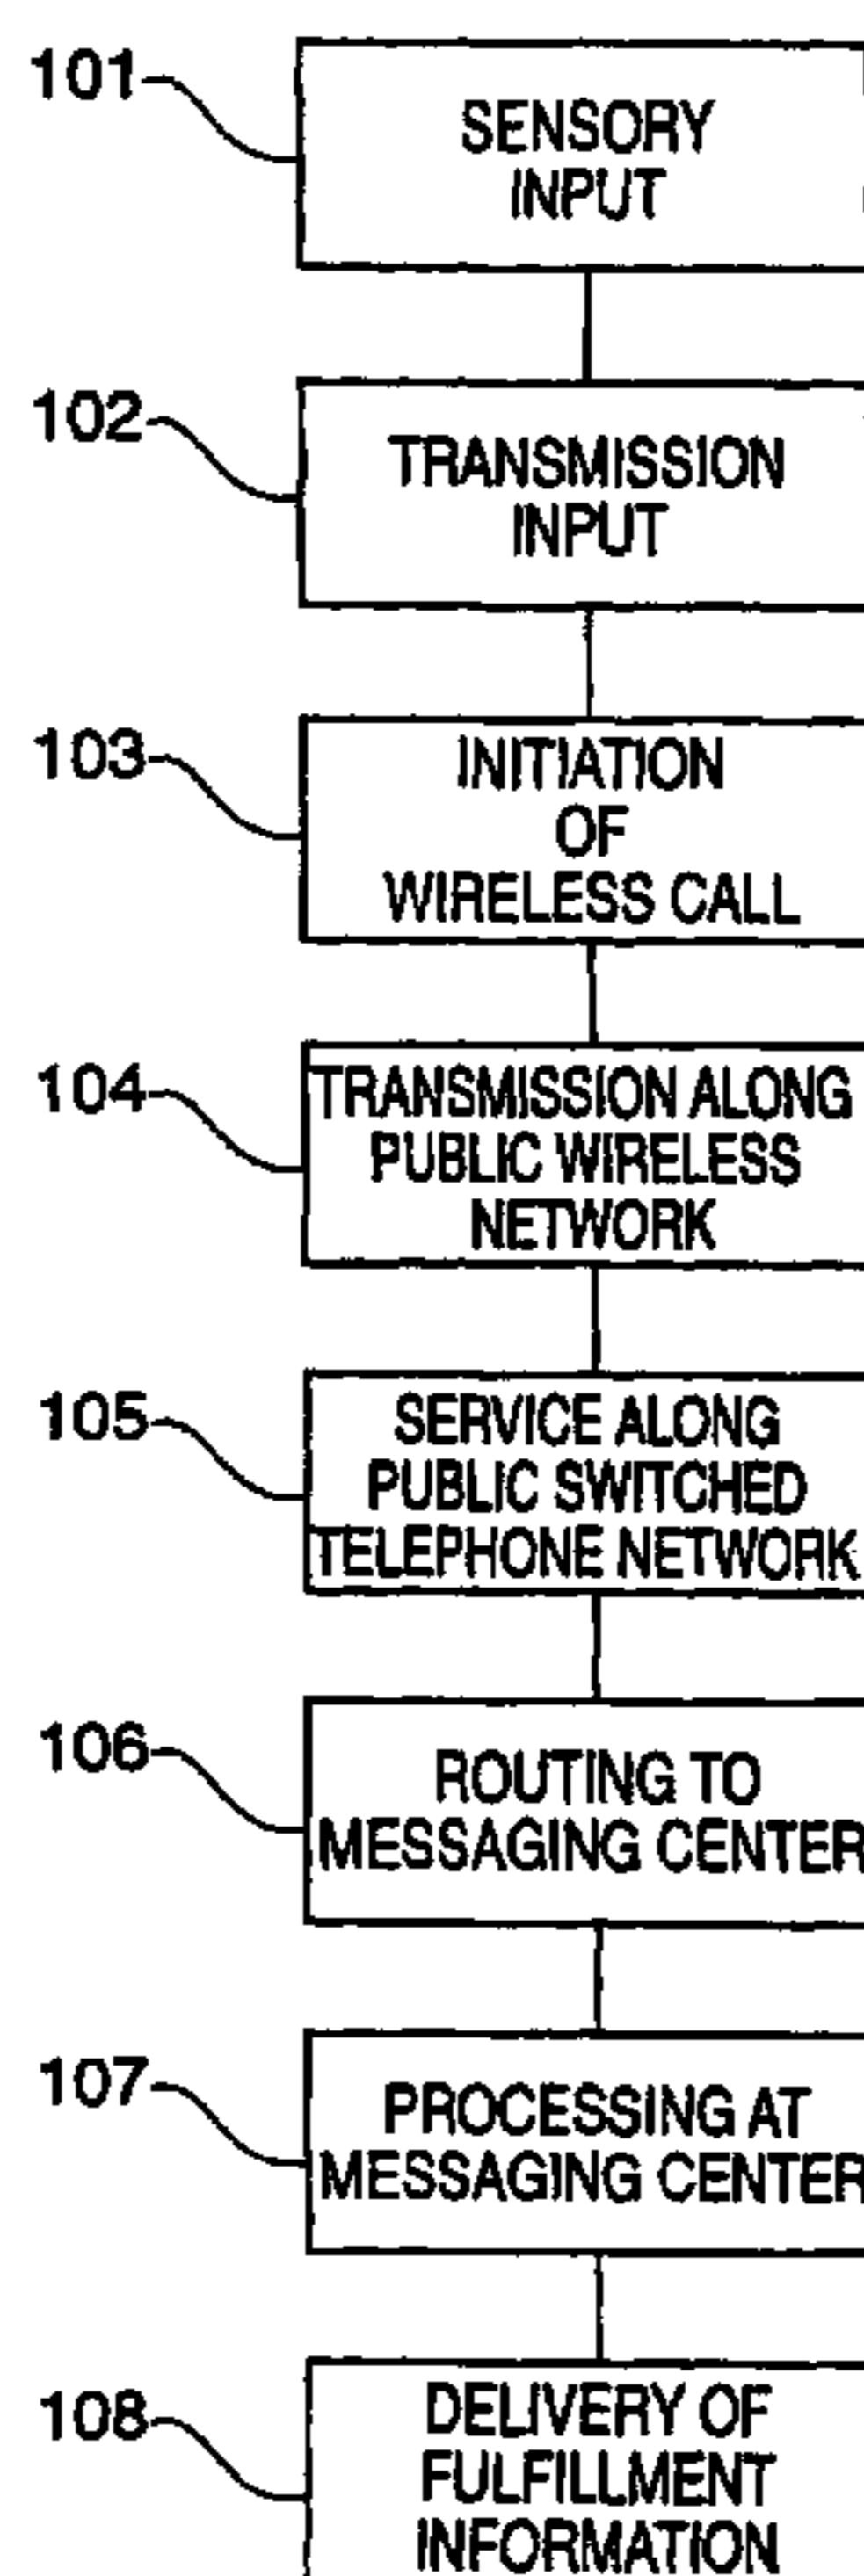 101
SENSORY
INPUT
102
TRANSMISSION
INPUT
103
INITIATION
OF
WIRELESS CALL
104
TRANSMISSION ALONG
PUBLIC WIRELESS
NETWORK
105
SERVICE ALONG
PUBLIC SWITCHED
TELEPHONE NETWORK
106
ROUTING TO
MESSAGING CENTER
107
PROCESSING AT
MESSAGING CENTER
108
DELIVERY OF
FULFILLMENT
INFORMATION